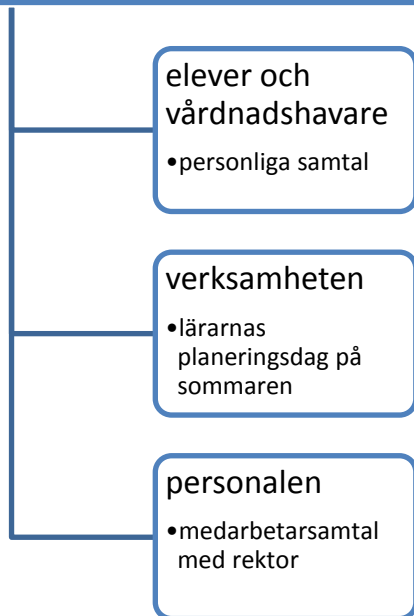 elever och
vårdnadshavare
•personliga samtal
verksamheten
•lärarnas
planeringsdag på
sommaren
personalen
•medarbetarsamtal
med rektor